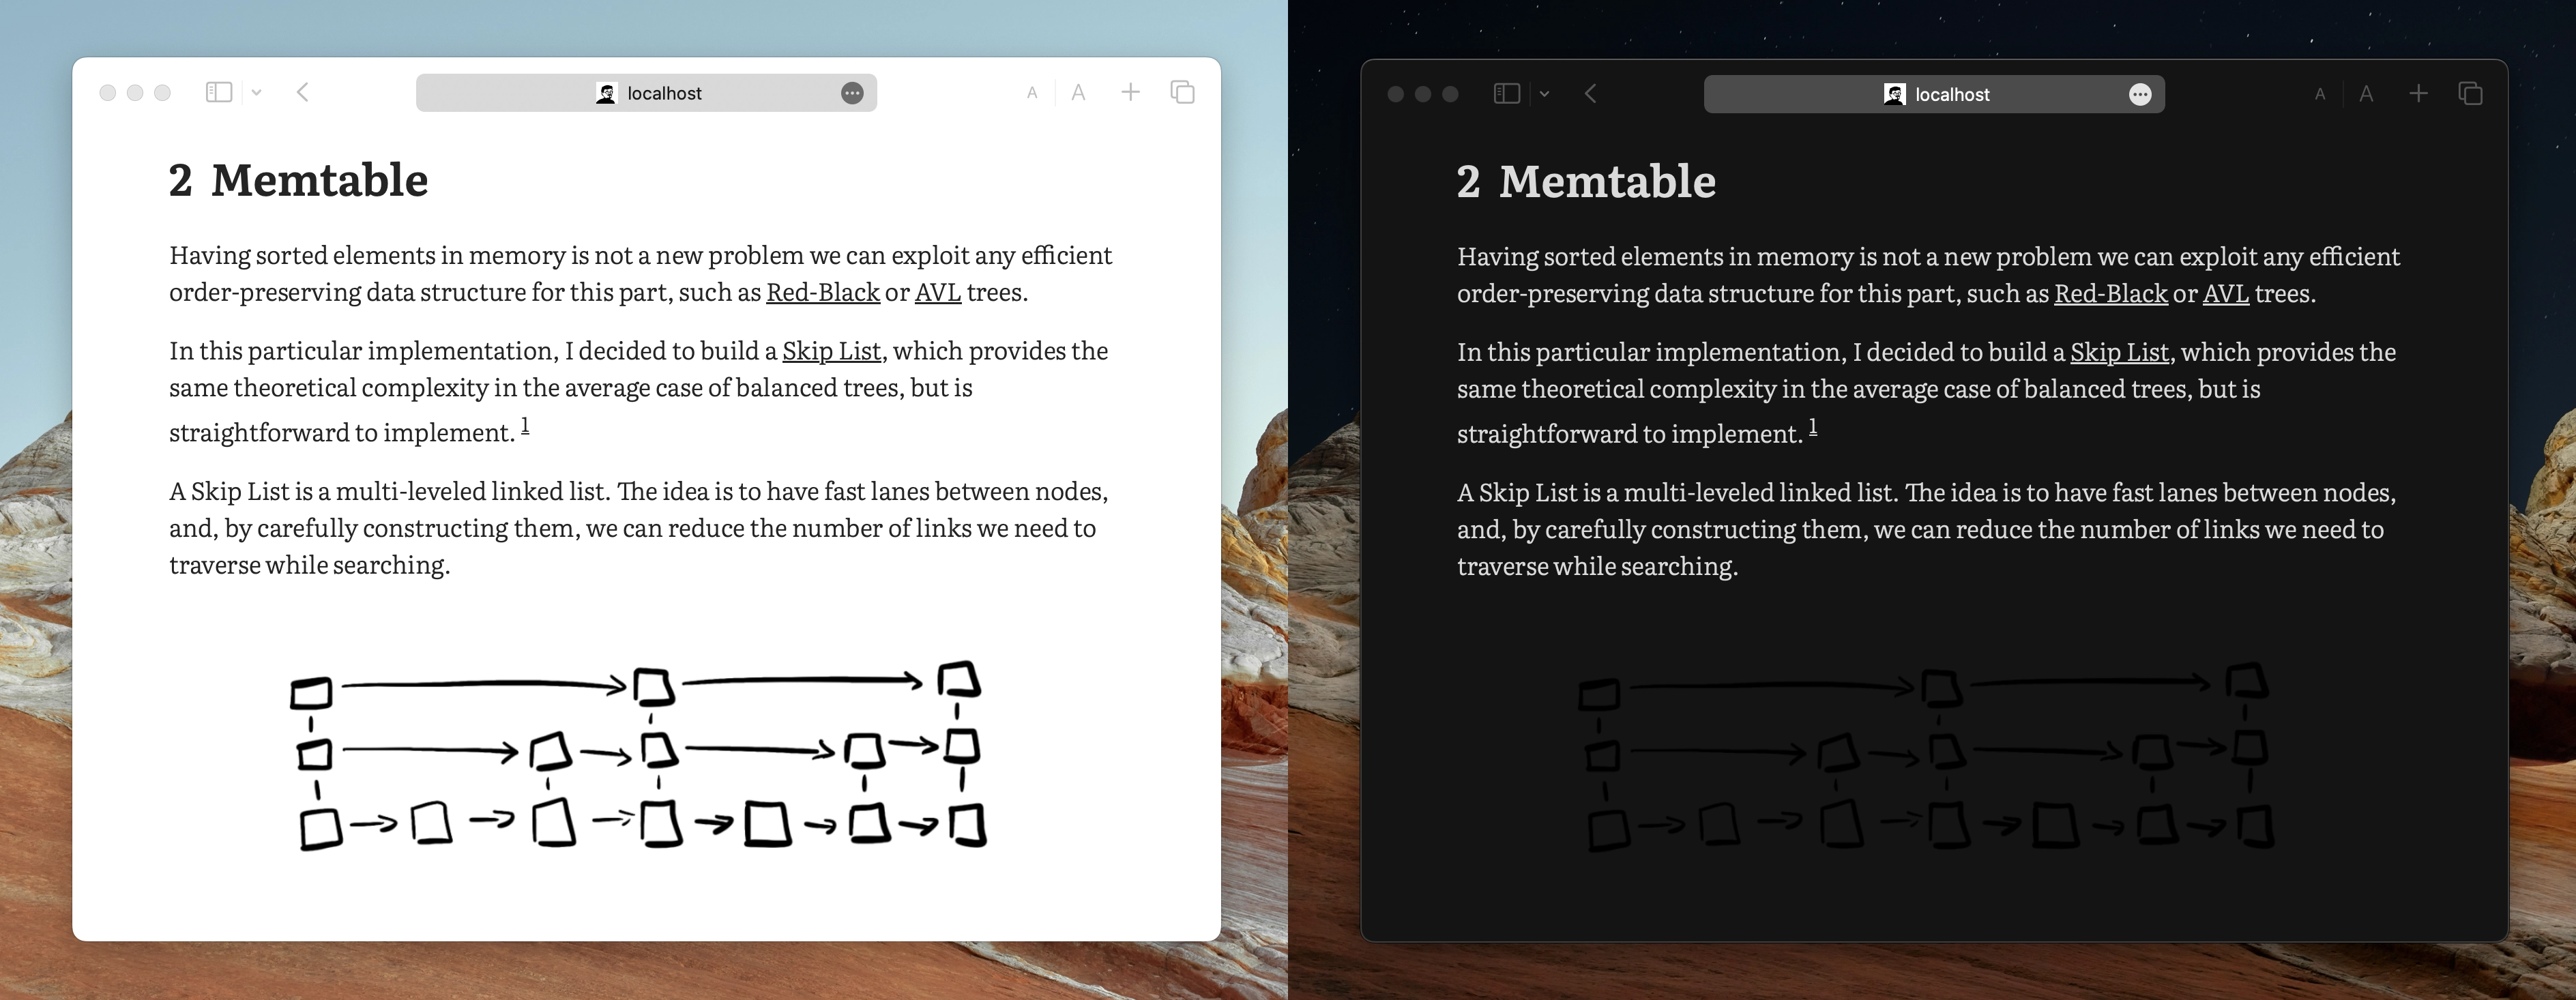 localhost
A A
2 Memtable
Having sorted elements in memory is not a new problem we can exploit any efficient
order-preserving data structure for this part, such as Red-Black or AVL trees.
In this particular implementation, I decided to build a Skip List, which provides the
same theoretical complexity in the average case of balanced trees, but is
straightforward to implement. 1
A Skip List is a multi-leveled linked list. The idea is to have fast lanes between nodes,
and, by carefully constructing them, we can reduce the number of links we need to
traverse while searching.
localhost
A A
2 Memtable
Having sorted elements in memory is not a new problem we can exploit any efficient
order-preserving data structure for this part, such as Red-Black or AVL trees.
In this particular implementation, I decided to build a Skip List, which provides the
same theoretical complexity in the average case of balanced trees, but is
straightforward to implement. 1
A Skip List is a multi-leveled linked list. The idea is to have fast lanes between nodes,
and, by carefully constructing them, we can reduce the number of links we need to
traverse while searching.